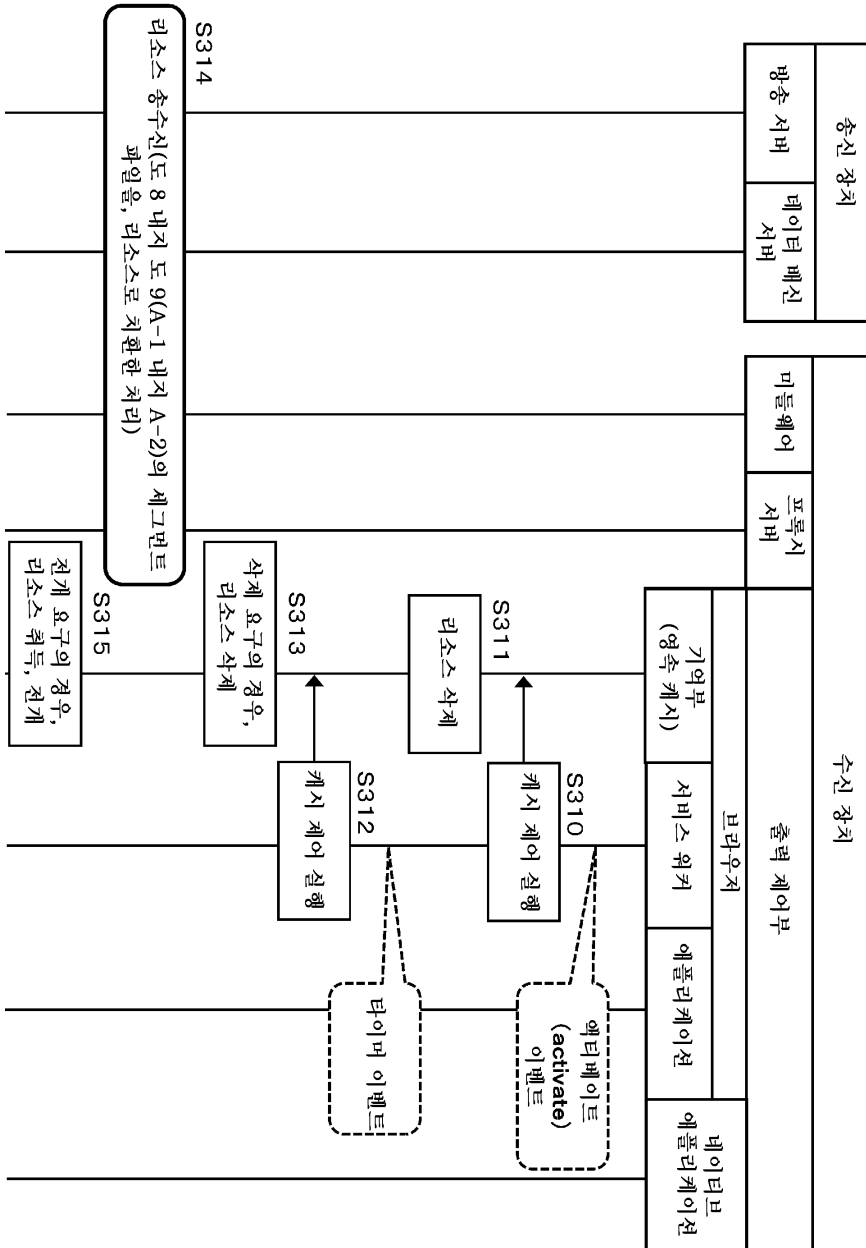 송신 장치
수신 장치
방송 서버
데이터 배신
서버
미들웨어
프록시
서버
출력 제어부
브라우저
기억부
(영속 캐시)
서비스 워커
애플리케이션
네이티브
애플리케이션
액티베이트
(activate)
이벤트
S310
캐시 제어 실행
S311
리소스 삭제
타이머 이벤트
S312
캐시 제어 실행
S313
삭제 요구의 경우,
리소스 삭제
S314
리소스 송수신(도 8 내지 도 9(A-1 내지 A-2)의 세그먼트
파일을, 리소스로 치환한 처리))
S315
전개 요구의 경우,
리소스 취득, 전개